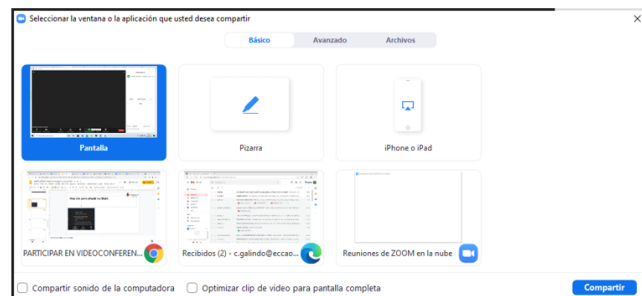 Seleccionar la ventana o la aplicación que usted desea compartir
Básico Avanzado Archivos
Pantalla Pizarra iPhone o iPad
PARTICIPAR EN VIDEOCONFEREN... Recibidos (2) - c.galindo@eccao... Reuniones de ZOOM en la nube
Compartir sonido de la computadora Optimizar clip de video para pantalla completa Compartir